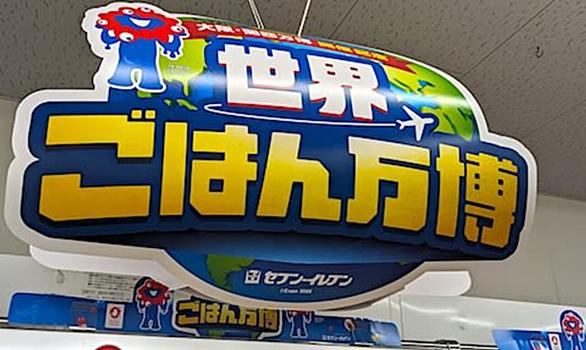 大阪・関西万博 開催記念
世界
ごはん万博
セブン-イレブン
©Expo 2025
ごはん万博